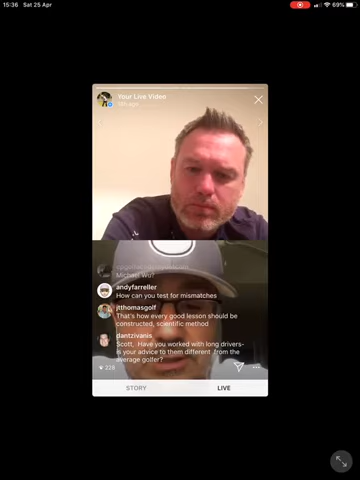 15:36 Sat 25 Apr
69%
Your Live Video
Michael Wu?
andyfarreller
How can you test for mismatches
jtthomasgolf
That's how every good lesson should be
constructed, scientific method
dantzivanis
Scott, Have you worked with long drivers-
is your advice to them different from the
average golfer?
228
STORY
LIVE